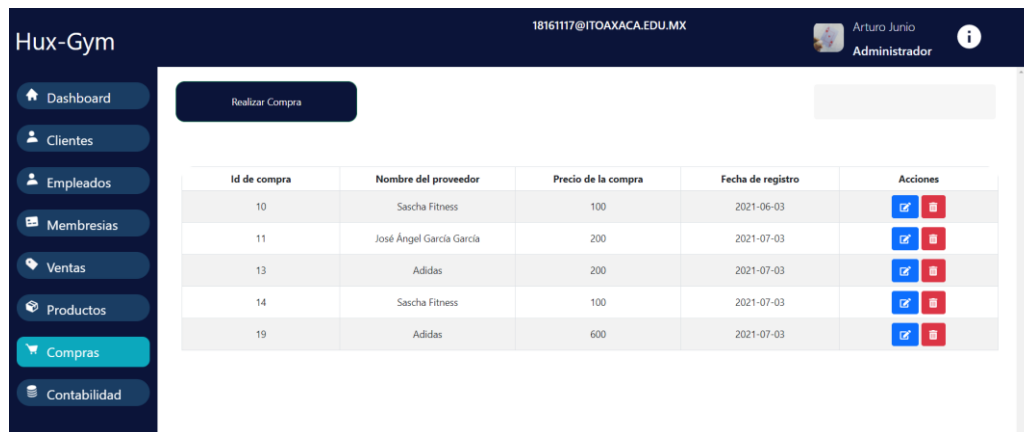 Hux-Gym
18161117@ITOAXACA.EDU.MX
Arturo Junio
Administrador
Dashboard
Clientes
Empleados
Membresias
Ventas
Productos
Compras
Contabilidad
Realizar Compra
Id de compra Nombre del proveedor Precio de la compra Fecha de registro Acciones
10 Sascha Fitness 100 2021-06-03
11 José Ángel García García 200 2021-07-03
13 Adidas 200 2021-07-03
14 Sascha Fitness 100 2021-07-03
19 Adidas 600 2021-07-03